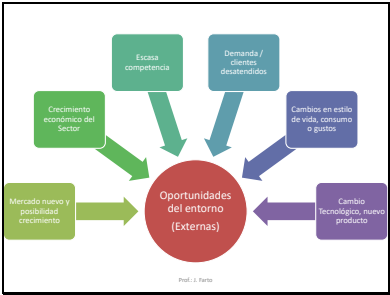 Escasa
competencia
Demanda /
clientes
desatendidos
Crecimiento
económico del
Sector
Cambios en estilo
de vida, consumo
o gustos
Mercado nuevo y
posibilidad
crecimiento
Oportunidades
del entorno
(Externas)
Cambio
Tecnológico, nuevo
producto
Prof.: J. Ferto